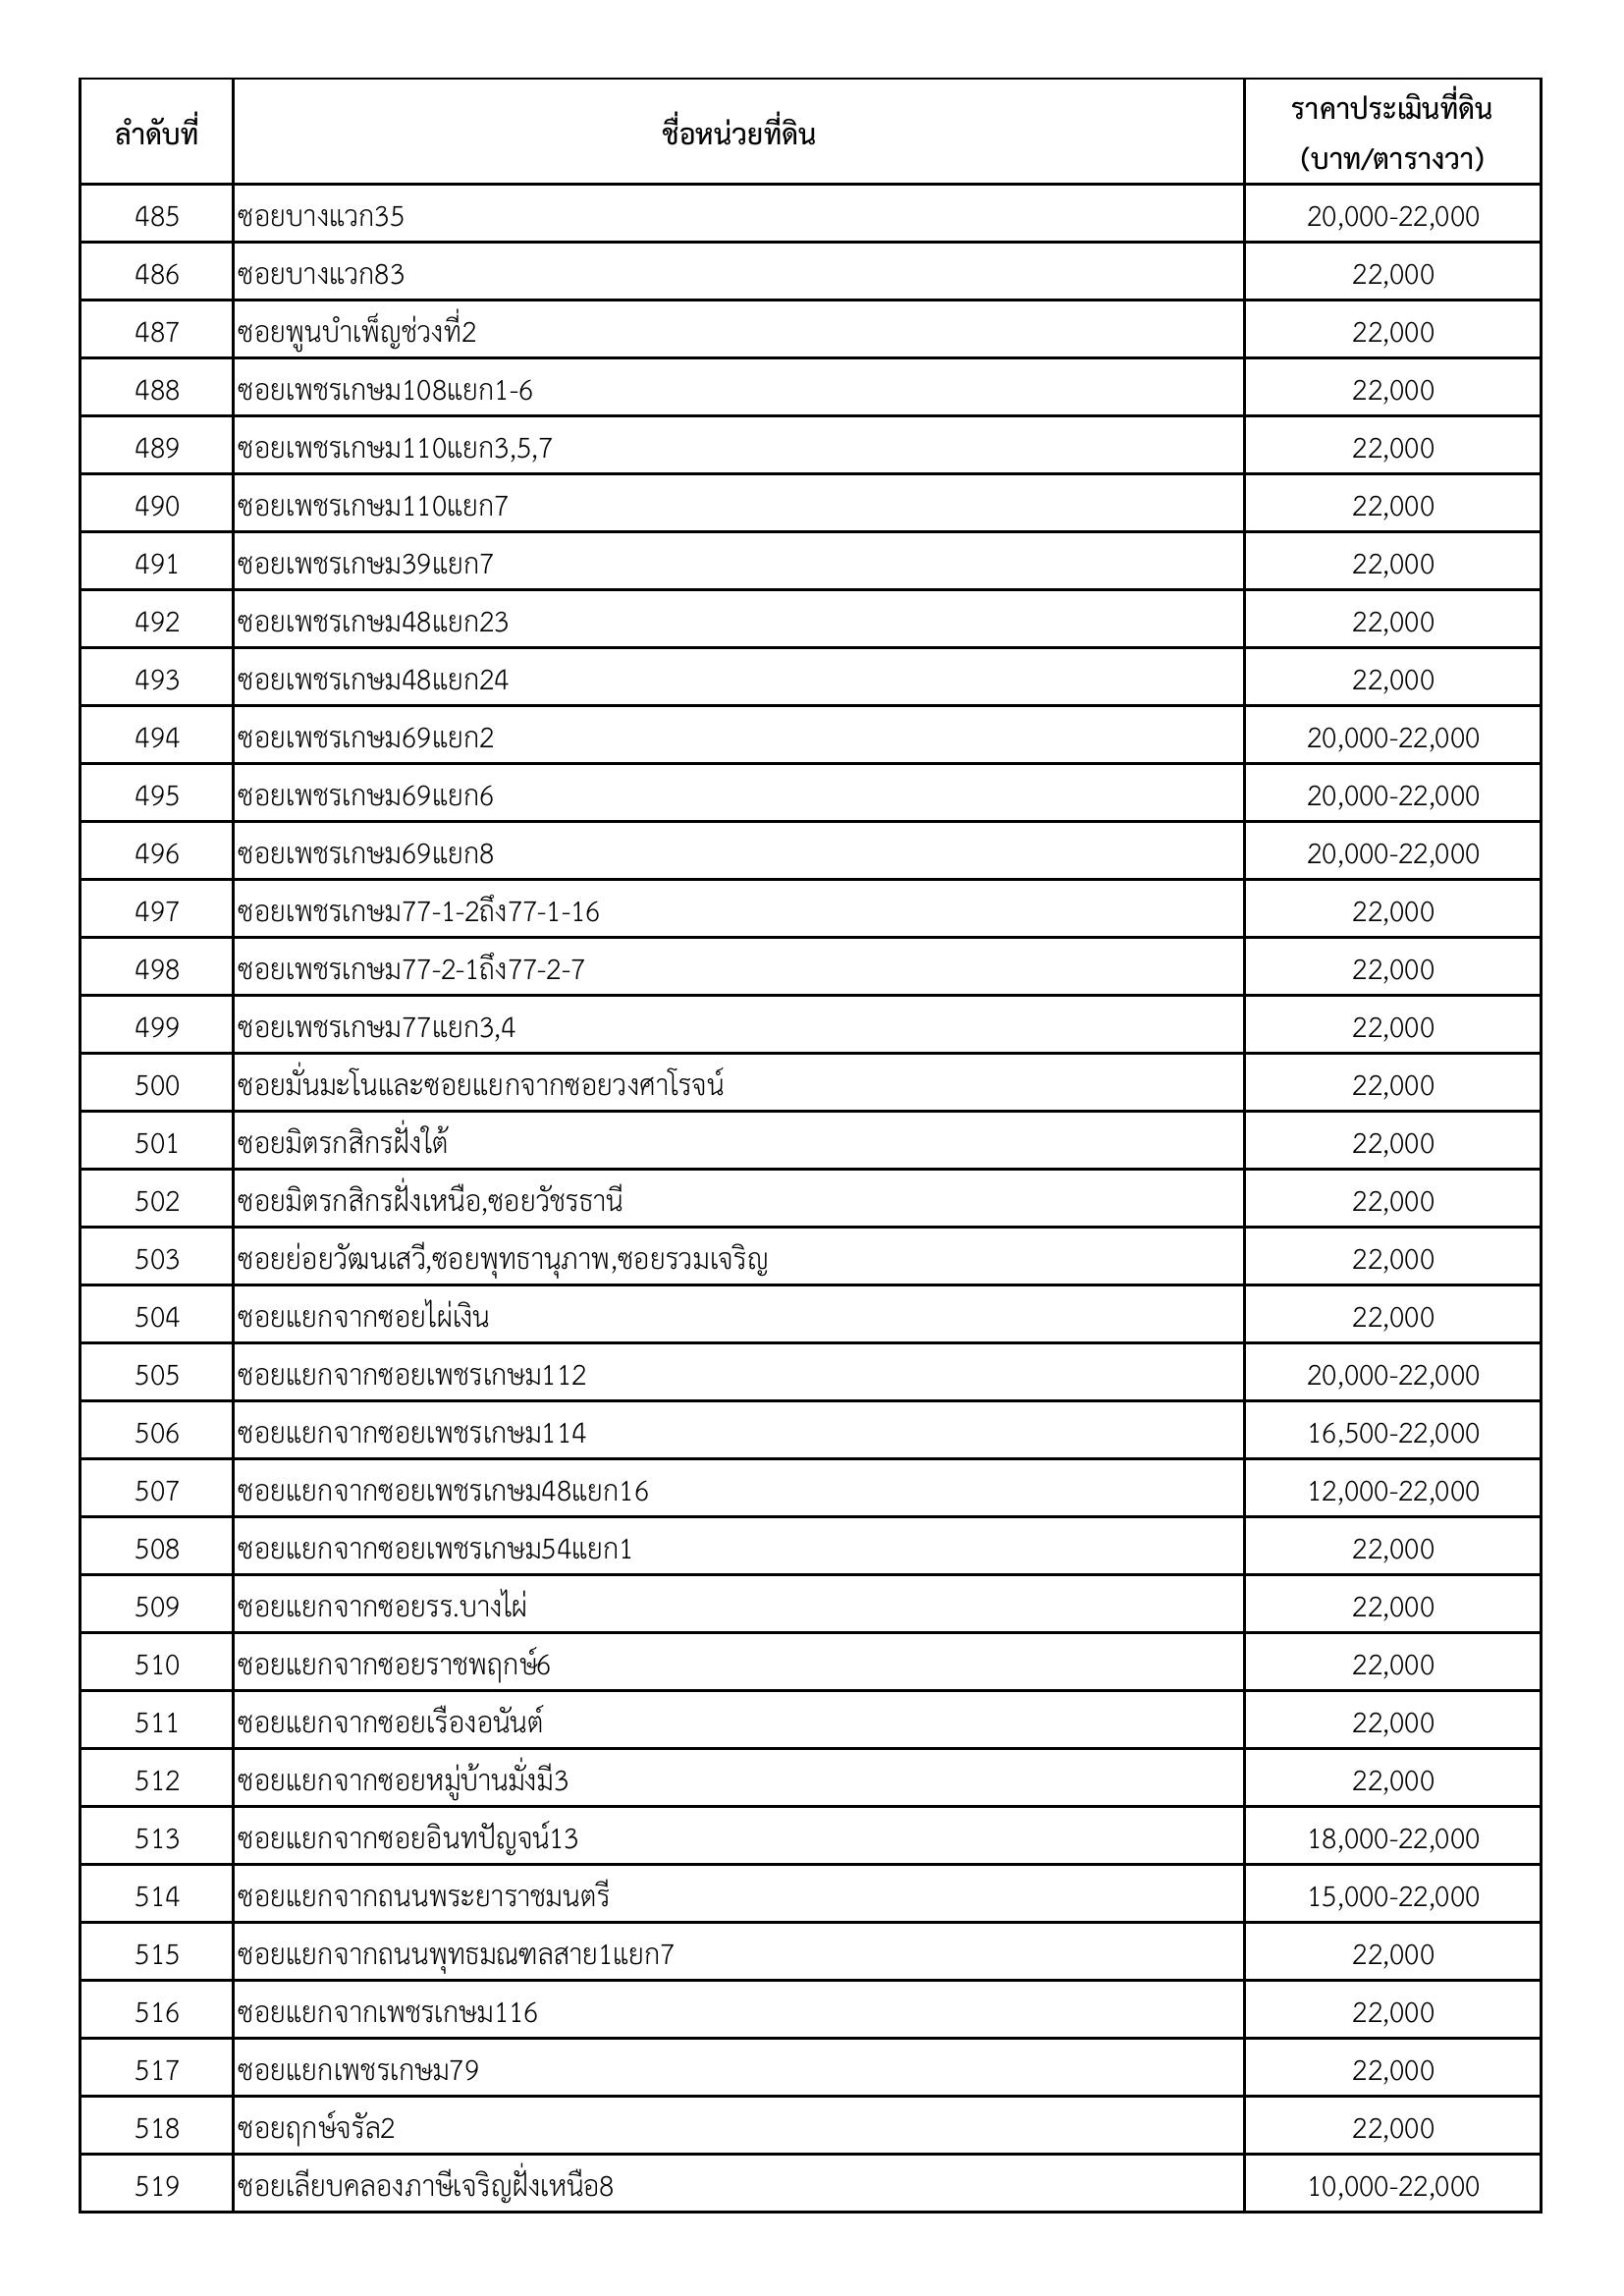 ลำดับที่ ชื่อหน่วยที่ดิน ราคาประเมินที่ดิน
(บาท/ตารางวา)
485 ซอยบางแวก35 20,000-22,000
486 ซอยบางแวก83 22,000
487 ซอยพูนบำเพ็ญช่วงที่2 22,000
488 ซอยเพชรเกษม108แยก1-6 22,000
489 ซอยเพชรเกษม110แยก3,5,7 22,000
490 ซอยเพชรเกษม110แยก7 22,000
491 ซอยเพชรเกษม39แยก7 22,000
492 ซอยเพชรเกษม48แยก23 22,000
493 ซอยเพชรเกษม48แยก24 22,000
494 ซอยเพชรเกษม69แยก2 20,000-22,000
495 ซอยเพชรเกษม69แยก6 20,000-22,000
496 ซอยเพชรเกษม69แยก8 20,000-22,000
497 ซอยเพชรเกษม77-1-2ถึง77-1-16 22,000
498 ซอยเพชรเกษม77-2-1ถึง77-2-7 22,000
499 ซอยเพชรเกษม77แยก3,4 22,000
500 ซอยมั่นมะโนและซอยแยกจากซอยวงศาโรจน์ 22,000
501 ซอยมิตรกสิกรฝั่งใต้ 22,000
502 ซอยมิตรกสิกรฝั่งเหนือ,ซอยวัชรธานี 22,000
503 ซอยย่อยวัฒนเสวี,ซอยพุทธานุภาพ,ซอยรวมเจริญ 22,000
504 ซอยแยกจากซอยไผ่เงิน 22,000
505 ซอยแยกจากซอยเพชรเกษม112 20,000-22,000
506 ซอยแยกจากซอยเพชรเกษม114 16,500-22,000
507 ซอยแยกจากซอยเพชรเกษม48แยก16 12,000-22,000
508 ซอยแยกจากซอยเพชรเกษม54แยก1 22,000
509 ซอยแยกจากซอยรร.บางไผ่ 22,000
510 ซอยแยกจากซอยราชพฤกษ์6 22,000
511 ซอยแยกจากซอยเรืองอนันต์ 22,000
512 ซอยแยกจากซอยหมู่บ้านมั่งมี3 22,000
513 ซอยแยกจากซอยอินทปัญจน์13 18,000-22,000
514 ซอยแยกจากถนนพระยาราชมนตรี 15,000-22,000
515 ซอยแยกจากถนนพุทธมณฑลสาย1แยก7 22,000
516 ซอยแยกจากเพชรเกษม116 22,000
517 ซอยแยกเพชรเกษม79 22,000
518 ซอยฤกษ์จรัล2 22,000
519 ซอยเลียบคลองภาษีเจริญฝั่งเหนือ8 10,000-22,000